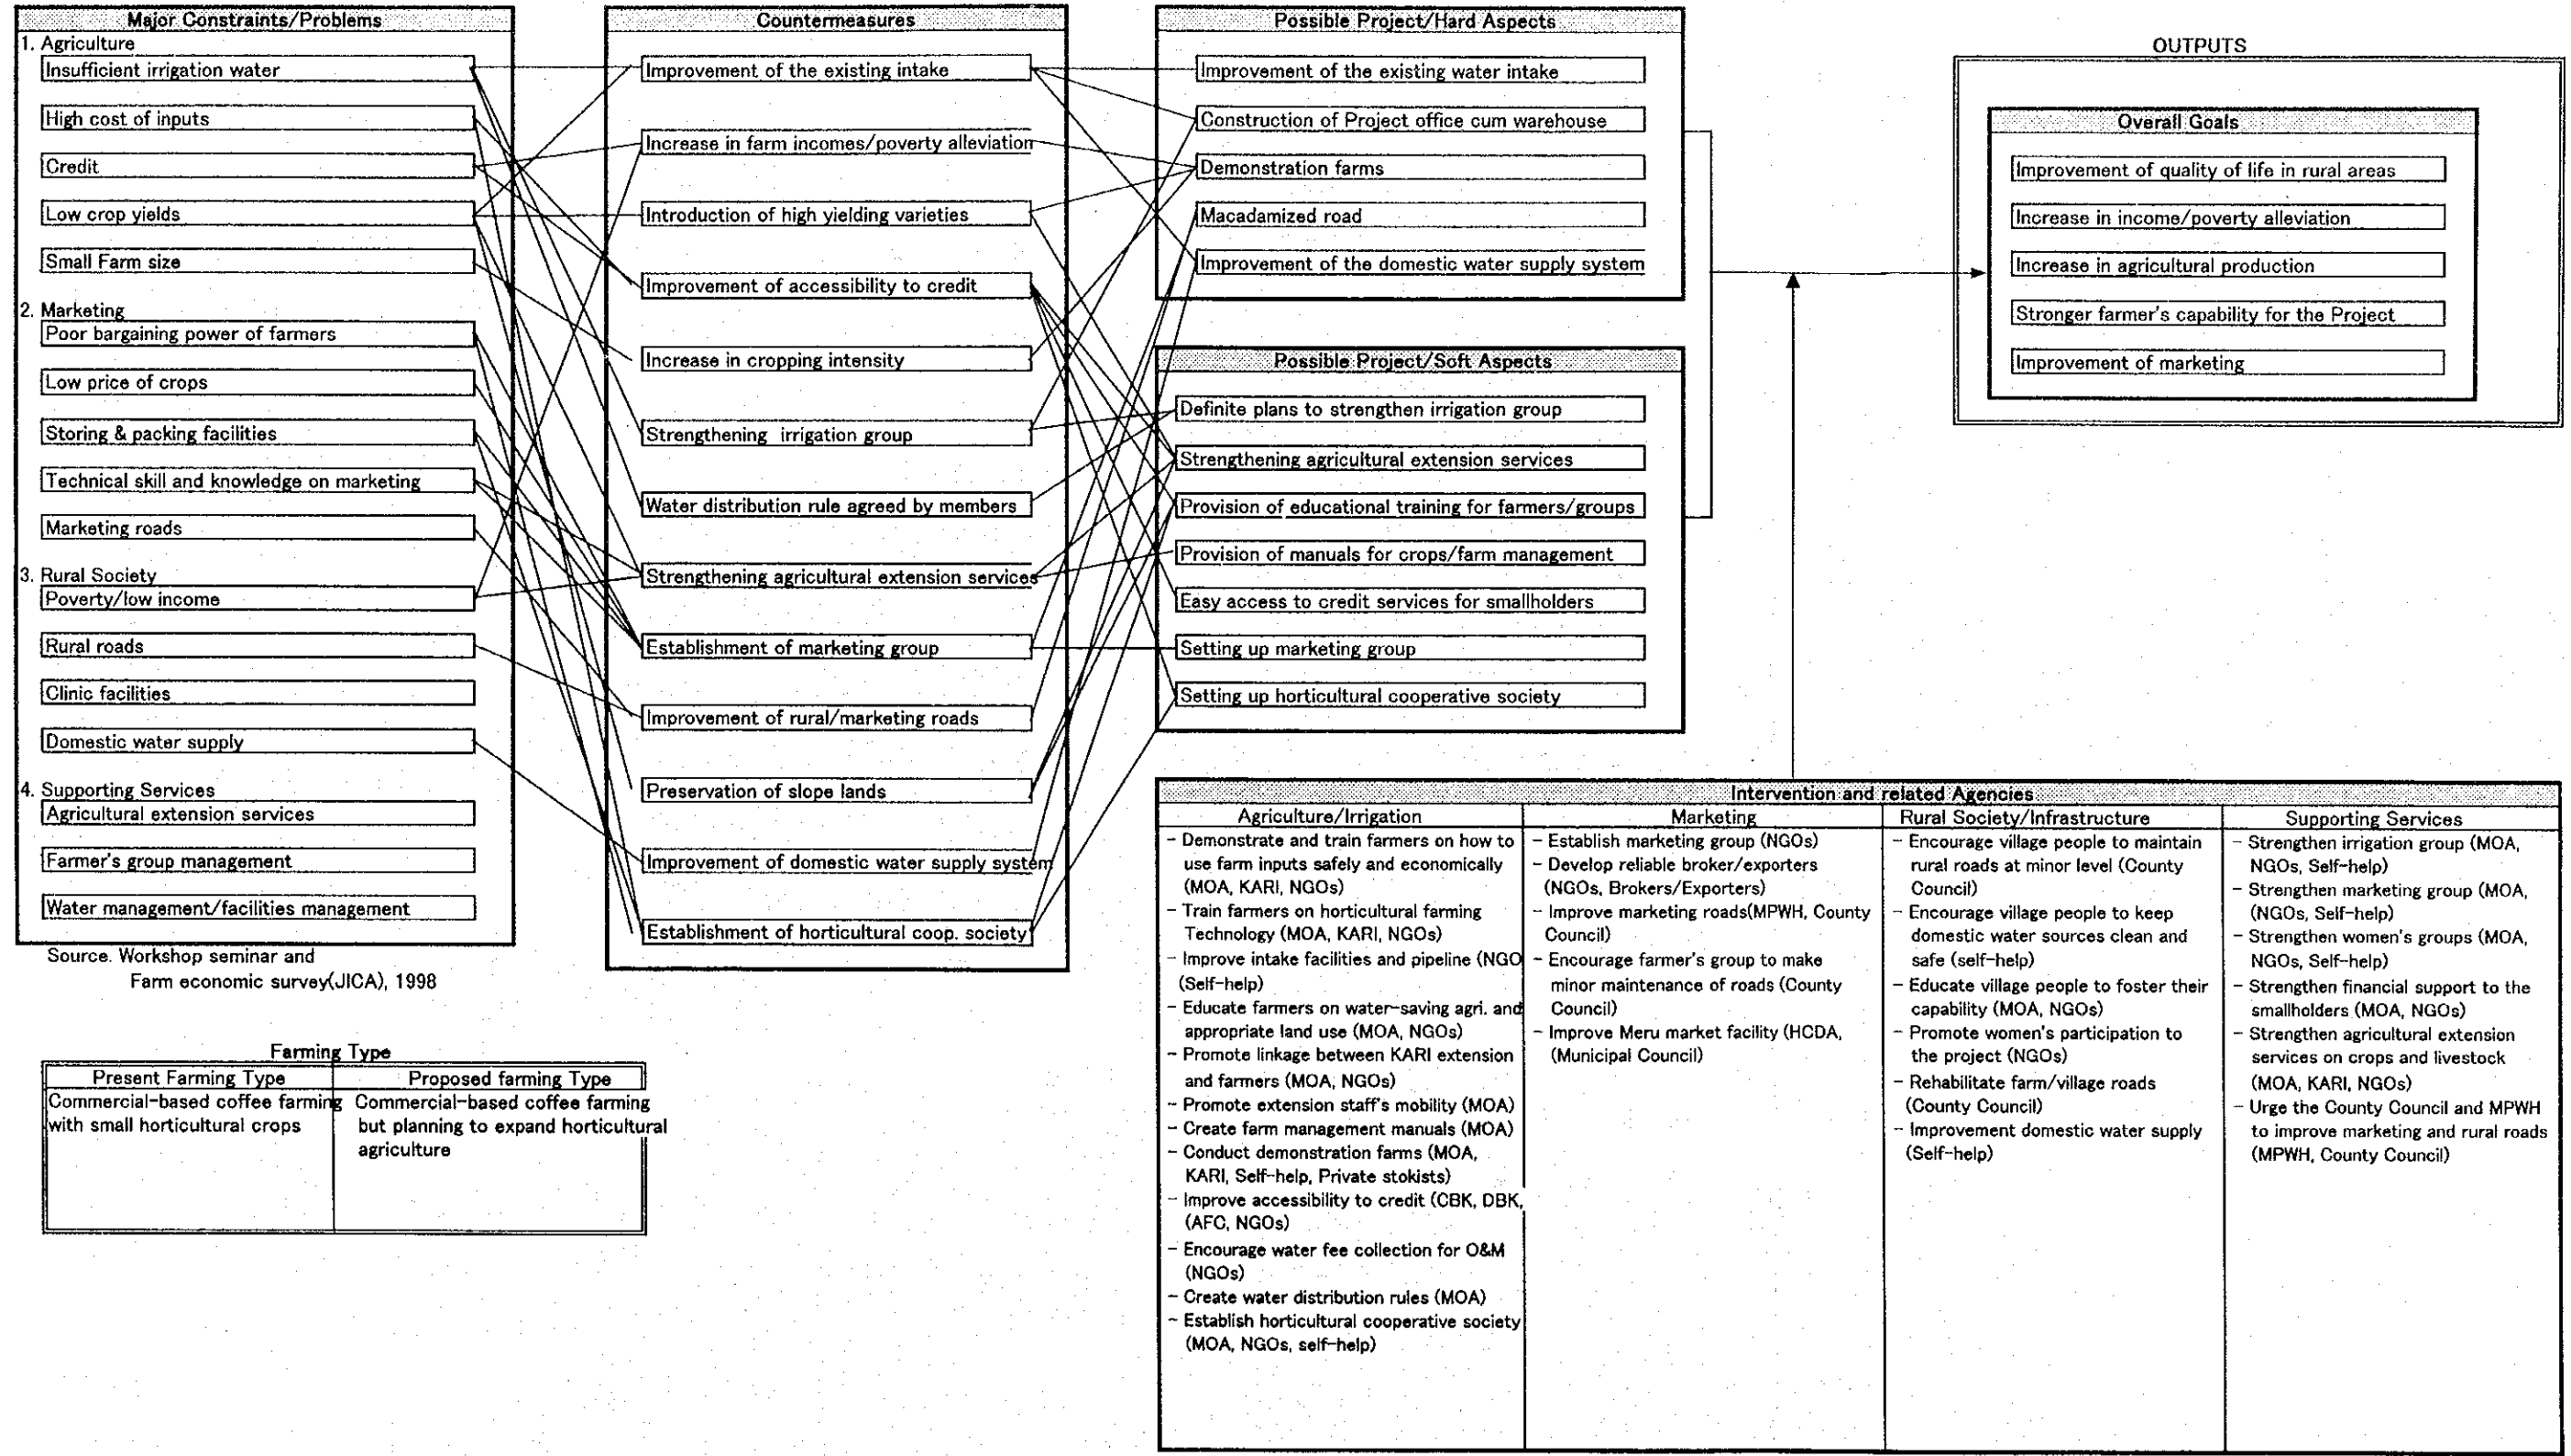 Major Constraints/Problems
1. Agriculture
Insufficient irrigation water
High cost of inputs
Credit
Low crop yields
Small Farm size
2. Marketing
Poor bargaining power of farmers
Low price of crops
Storing & packing facilities
Technical skill and knowledge on marketing
Marketing roads
3. Rural Society
Poverty/low income
Rural roads
Clinic facilities
Domestic water supply
4. Supporting Services
Agricultural extension services
Farmer's group management
Water management/facilities management
Source. Workshop seminar and
Farm economic survey(JICA), 1998
Countermeasures
Improvement of the existing intake
Increase in farm incomes/poverty alleviation
Introduction of high yielding varieties
Improvement of accessibility to credit
Increase in cropping intensity
Strengthening irrigation group
Water distribution rule agreed by members
Strengthening agricultural extension services
Establishment of marketing group
Improvement of rural/marketing roads
Preservation of slope lands
Improvement of domestic water supply system
Establishment of horticultural coop. society
Possible Project/Hard Aspects
Improvement of the existing water intake
Construction of Project office cum warehouse
Demonstration farms
Macadamized road
Improvement of the domestic water supply system
Possible Project/Soft Aspects
Definite plans to strengthen irrigation group
Strengthening agricultural extension services
Provision of educational training for farmers/groups
Provision of manuals for crops/farm management
Easy access to credit services for smallholders
Setting up marketing group
Setting up horticultural cooperative society
OUTPUTS
Overall Goals
Improvement of quality of life in rural areas
Increase in income/poverty alleviation
Increase in agricultural production
Stronger farmer's capability for the Project
Improvement of marketing
Farming Type
Present Farming Type
Commercial-based coffee farming
with small horticultural crops
Proposed farming Type
Commercial-based coffee farming
but planning to expand horticultural
agriculture
Intervention and related Agencies
Agriculture/Irrigation
- Demonstrate and train farmers on how to
use farm inputs safely and economically
(MOA, KARI, NGOs)
- Train farmers on horticultural farming
Technology (MOA, KARI, NGOs)
- Improve intake facilities and pipeline (NGO
(Self-help)
- Educate farmers on water-saving agri. and
appropriate land use (MOA, NGOs)
- Promote linkage between KARI extension
and farmers (MOA, NGOs)
- Promote extension staff's mobility (MOA)
- Create farm management manuals (MOA)
- Conduct demonstration farms (MOA,
KARI, Self-help, Private stokists)
- Improve accessibility to credit (CBK, DBK,
(AFC, NGOs)
- Encourage water fee collection for O&M
(NGOs)
- Create water distribution rules (MOA)
- Establish horticultural cooperative society
(MOA, NGOs, self-help)
Marketing
- Establish marketing group (NGOs)
- Develop reliable broker/exporters
(NGOs, Brokers/Exporters)
- Improve marketing roads(MPWH, County
Council)
- Encourage farmer's group to make
minor maintenance of roads (County
Council)
- Improve Meru market facility (HCDA,
(Municipal Council)
Rural Society/Infrastructure
- Encourage village people to maintain
rural roads at minor level (County
Council)
- Encourage village people to keep
domestic water sources clean and
safe (self-help)
- Educate village people to foster their
capability (MOA, NGOs)
- Promote women's participation to
the project (NGOs)
- Rehabilitate farm/village roads
(County Council)
- Improvement domestic water supply
(Self-help)
Supporting Services
- Strengthen irrigation group (MOA,
NGOs, Self-help)
- Strengthen marketing group (MOA,
(NGOs, Self-help)
- Strengthen women's groups (MOA,
NGOs, Self-help)
- Strengthen financial support to the
smallholders (MOA, NGOs)
- Strengthen agricultural extension
services on crops and livestock
(MOA, KARI, NGOs)
- Urge the County Council and MPWH
to improve marketing and rural roads
(MPWH, County Council)